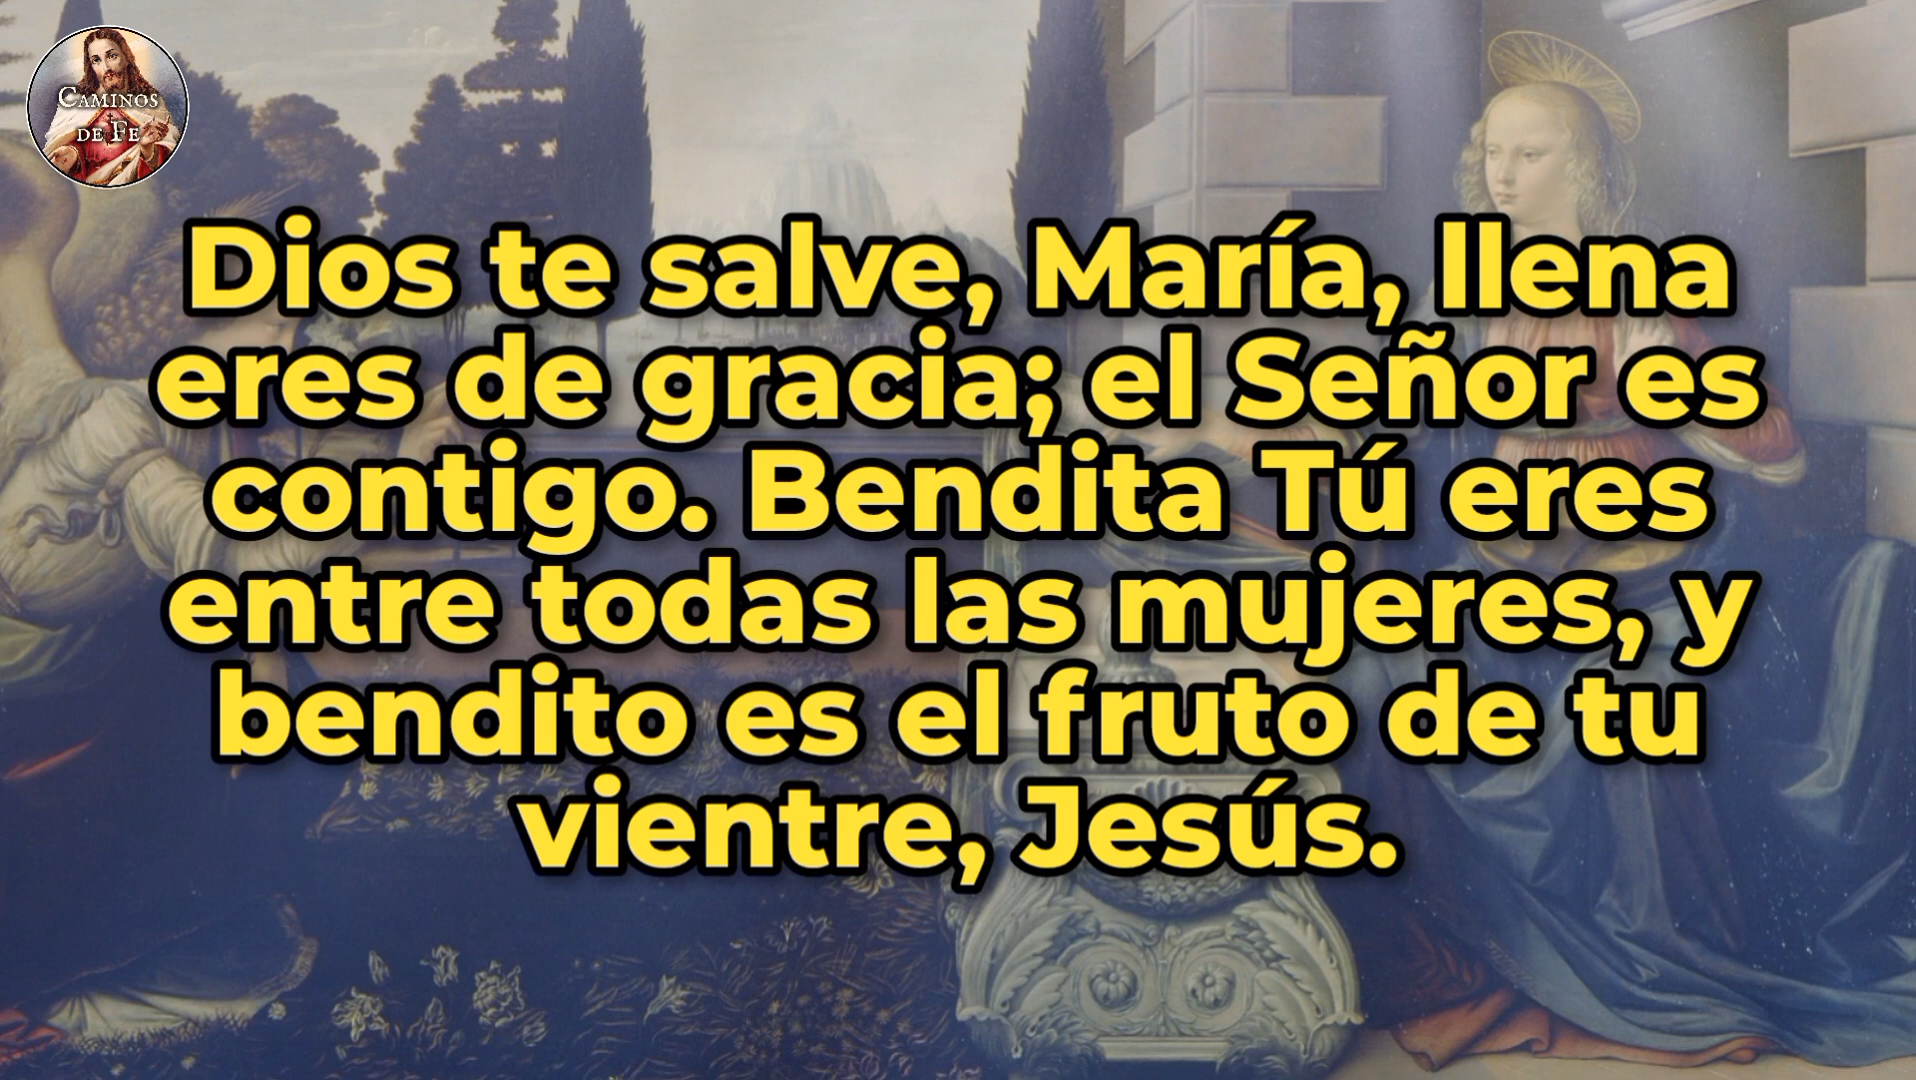 CAMINOS
DE FE
Dios te salve, María, llena
eres de gracia; el Señor es
contigo. Bendita Tú eres
entre todas las mujeres, y
bendito es el fruto de tu
vientre, Jesús.